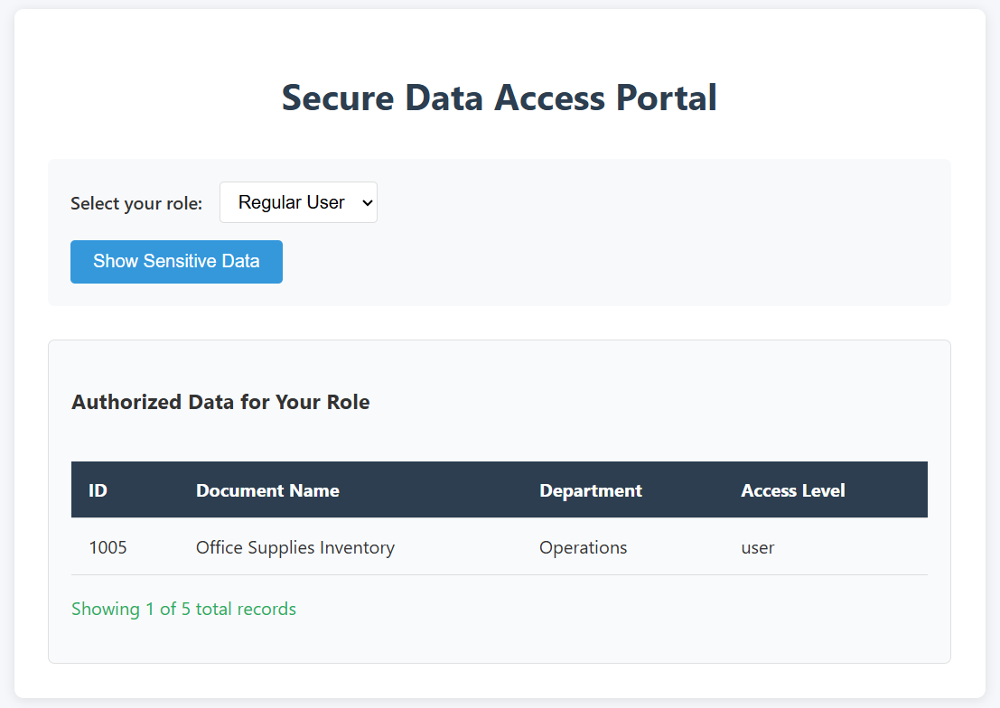 Secure Data Access Portal
Select your role: Regular User
Show Sensitive Data
Authorized Data for Your Role
ID Document Name Department Access Level
1005 Office Supplies Inventory Operations user
Showing 1 of 5 total records